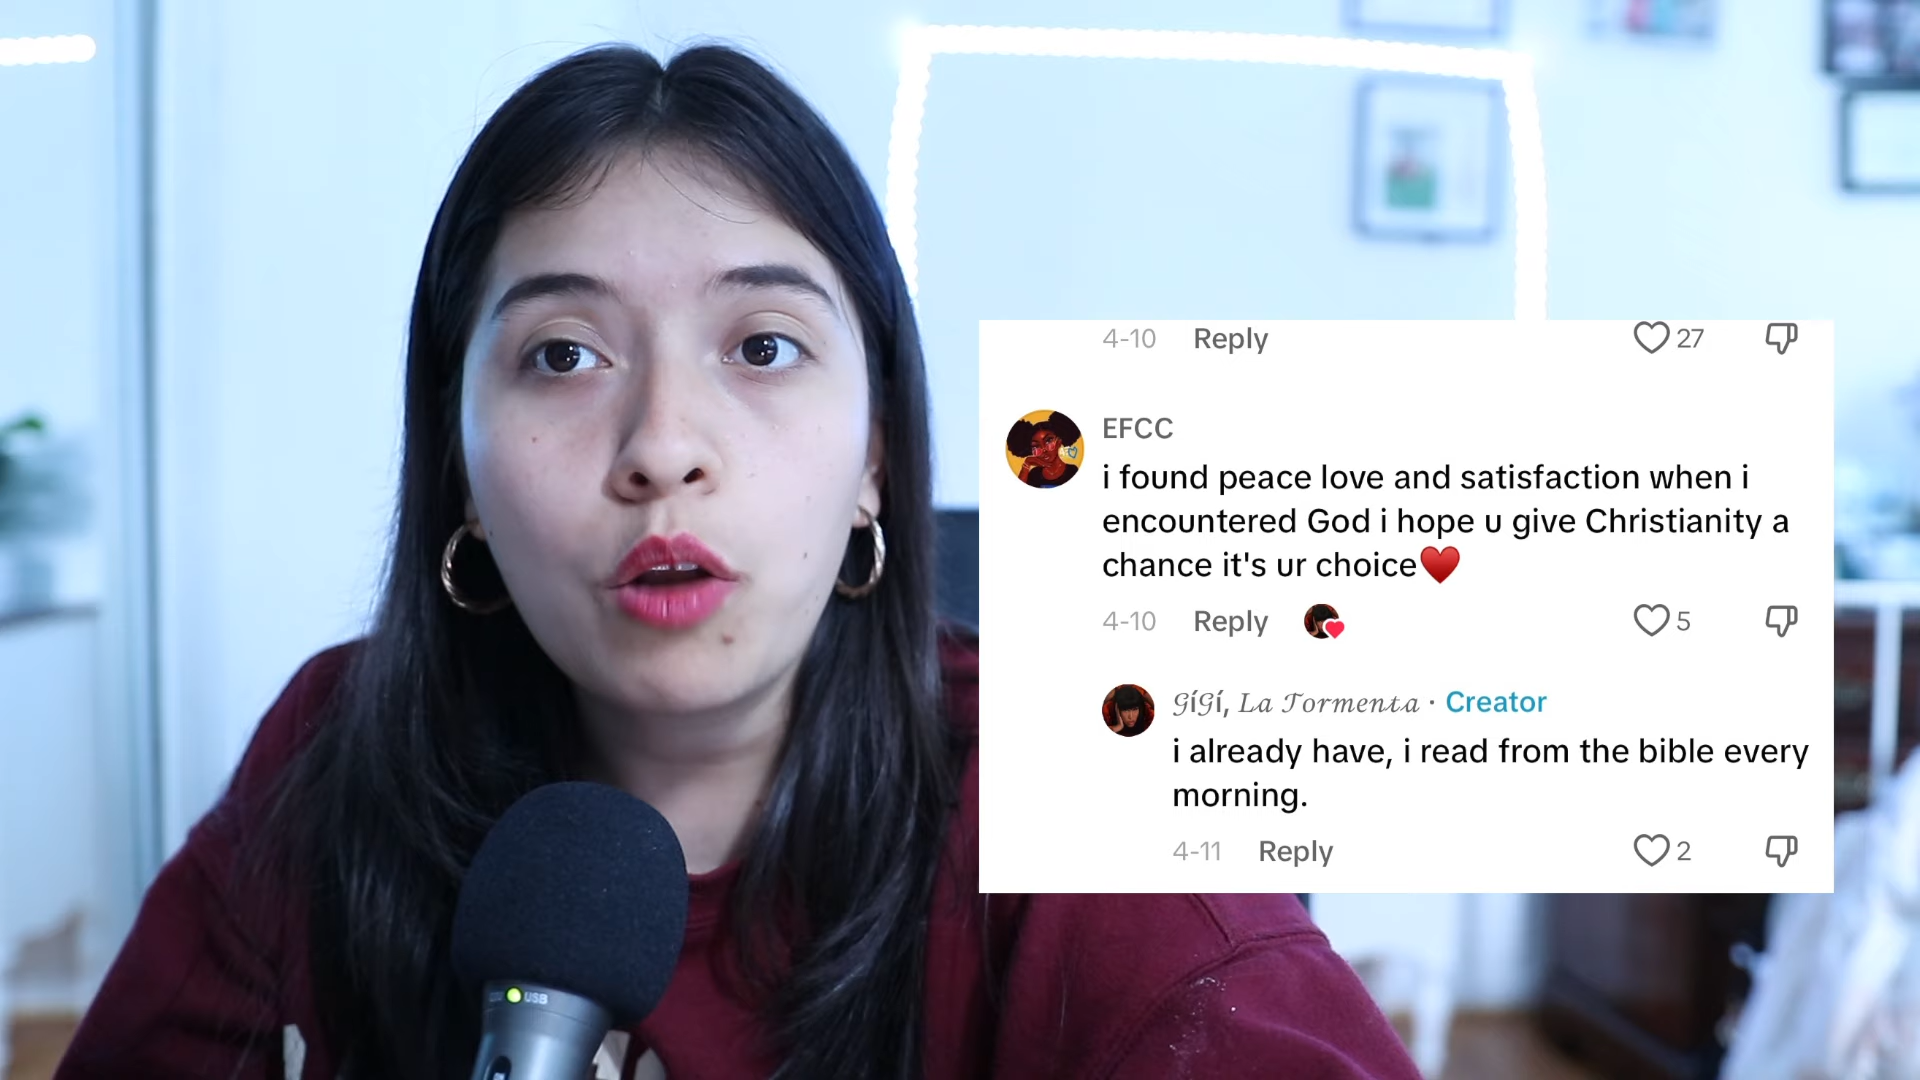 4-10 Reply 27
EFCC
i found peace love and satisfaction when i
encountered God i hope u give Christianity a
chance it's ur choice♥️
4-10 Reply 5
𝒢í𝒢í, 𝐿𝒶 𝒯ℴ𝓇𝓂ℯ𝓃𝓉𝒶 · Creator
i already have, i read from the bible every
morning.
4-11 Reply 2
USB